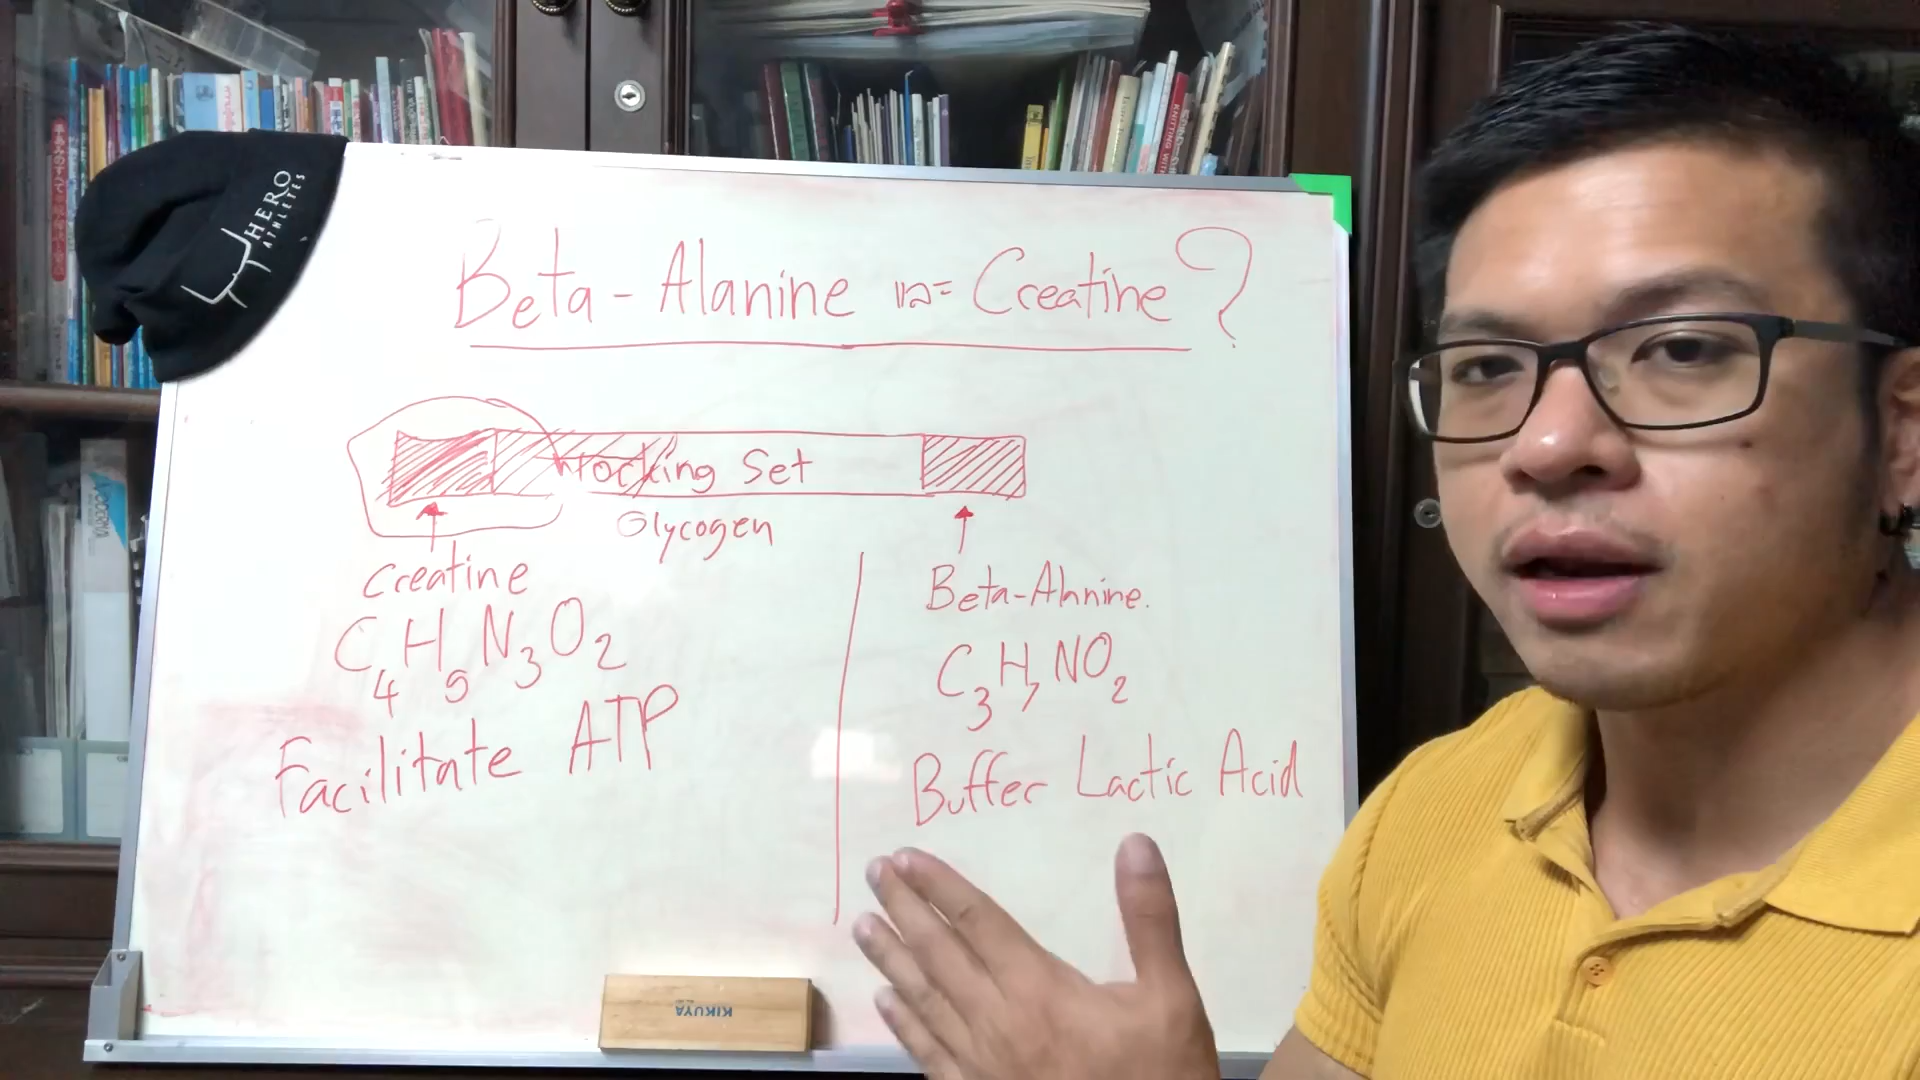 HERO
ATHLETES
Beta-Alanine และ Creatine?
king Set
Glycogen
Creatine
C4H9N3O2
Facilitate ATP
Beta-Alanine.
C3H7NO2
Buffer Lactic Acid
KIKUYA